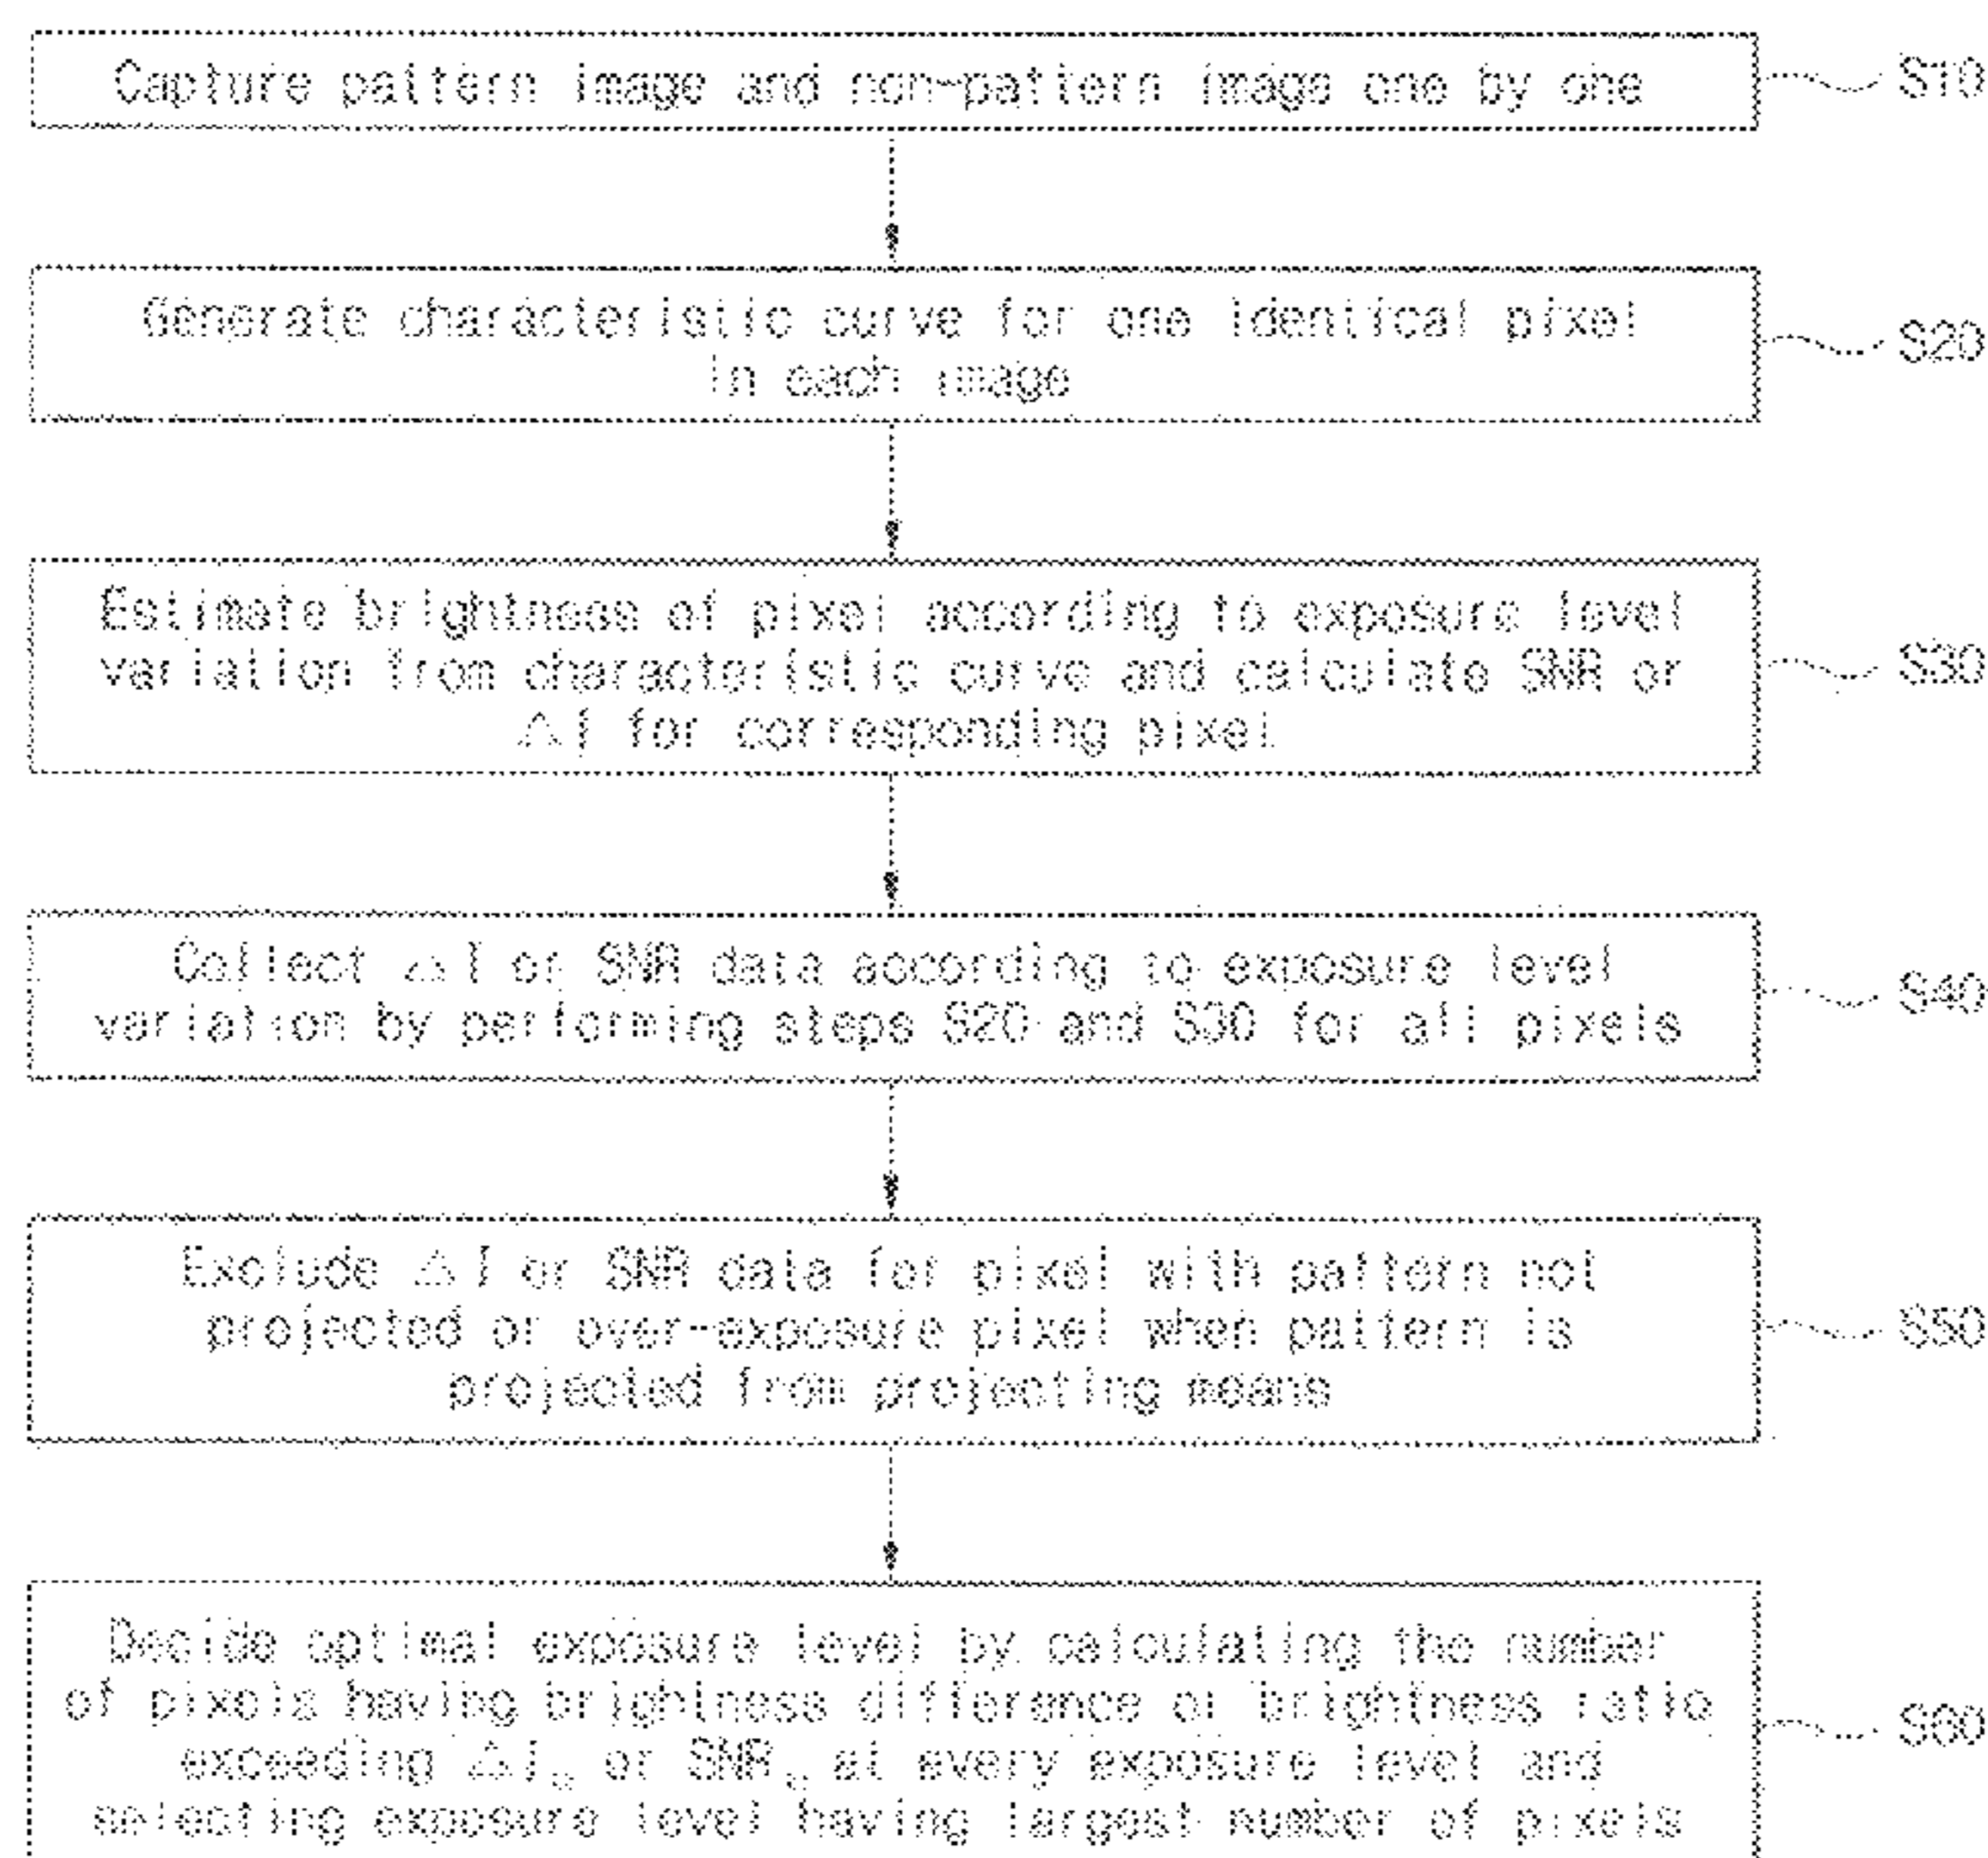 Capture pattern image and non-pattern image one by one
S10
Generate characteristic curve for one identical pixel
in each image
S20
Estimate brightness of pixel according to exposure level
variation from characteristic curve and calculate SNR or
△I for corresponding pixel
S30
Collect △I or SNR data according to exposure level
variation by performing steps S20 and S30 for all pixels
S40
Exclude △I or SNR data for pixel with pattern not
projected or over-exposure pixel when pattern is
projected from projecting means
S50
Decide optimal exposure level by calculating the number
of pixels having brightness difference or brightness ratio
exceeding or at every exposure level and
selecting exposure level having largest number of pixels
S60